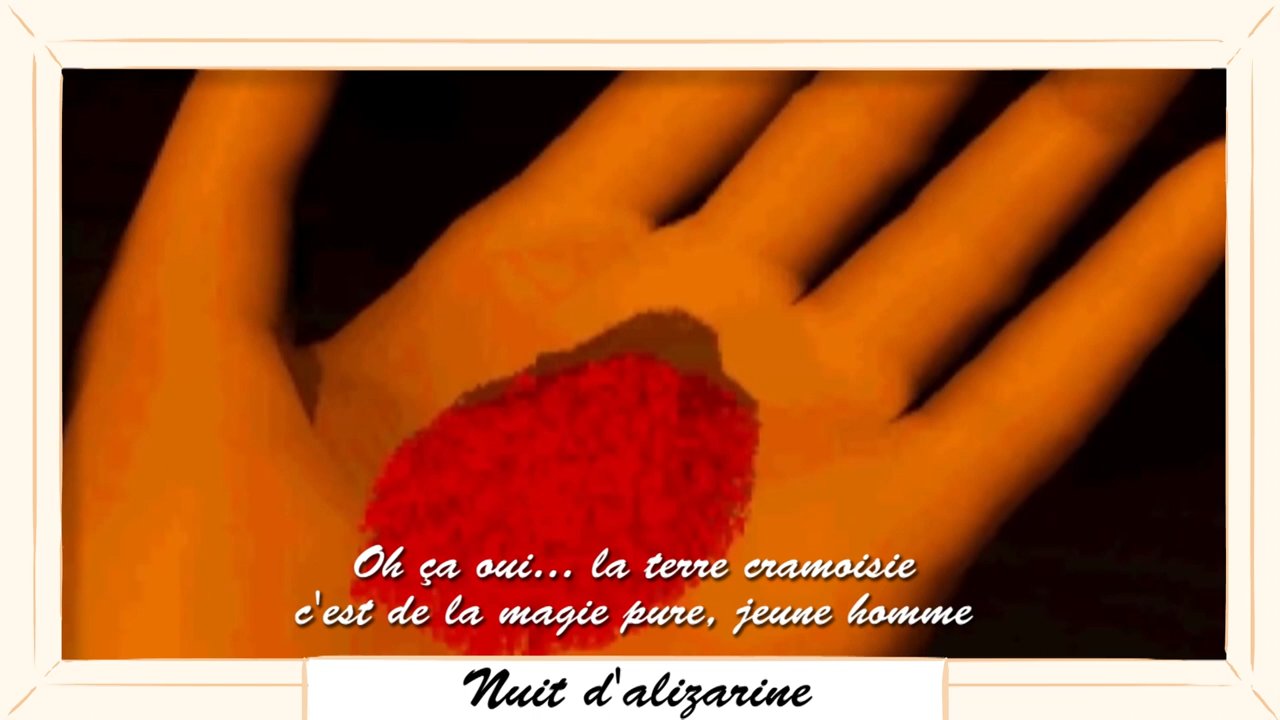 Oh ça oui... la terre cramoisie
c'est de la magie pure, jeune homme
Nuit d'alizarine